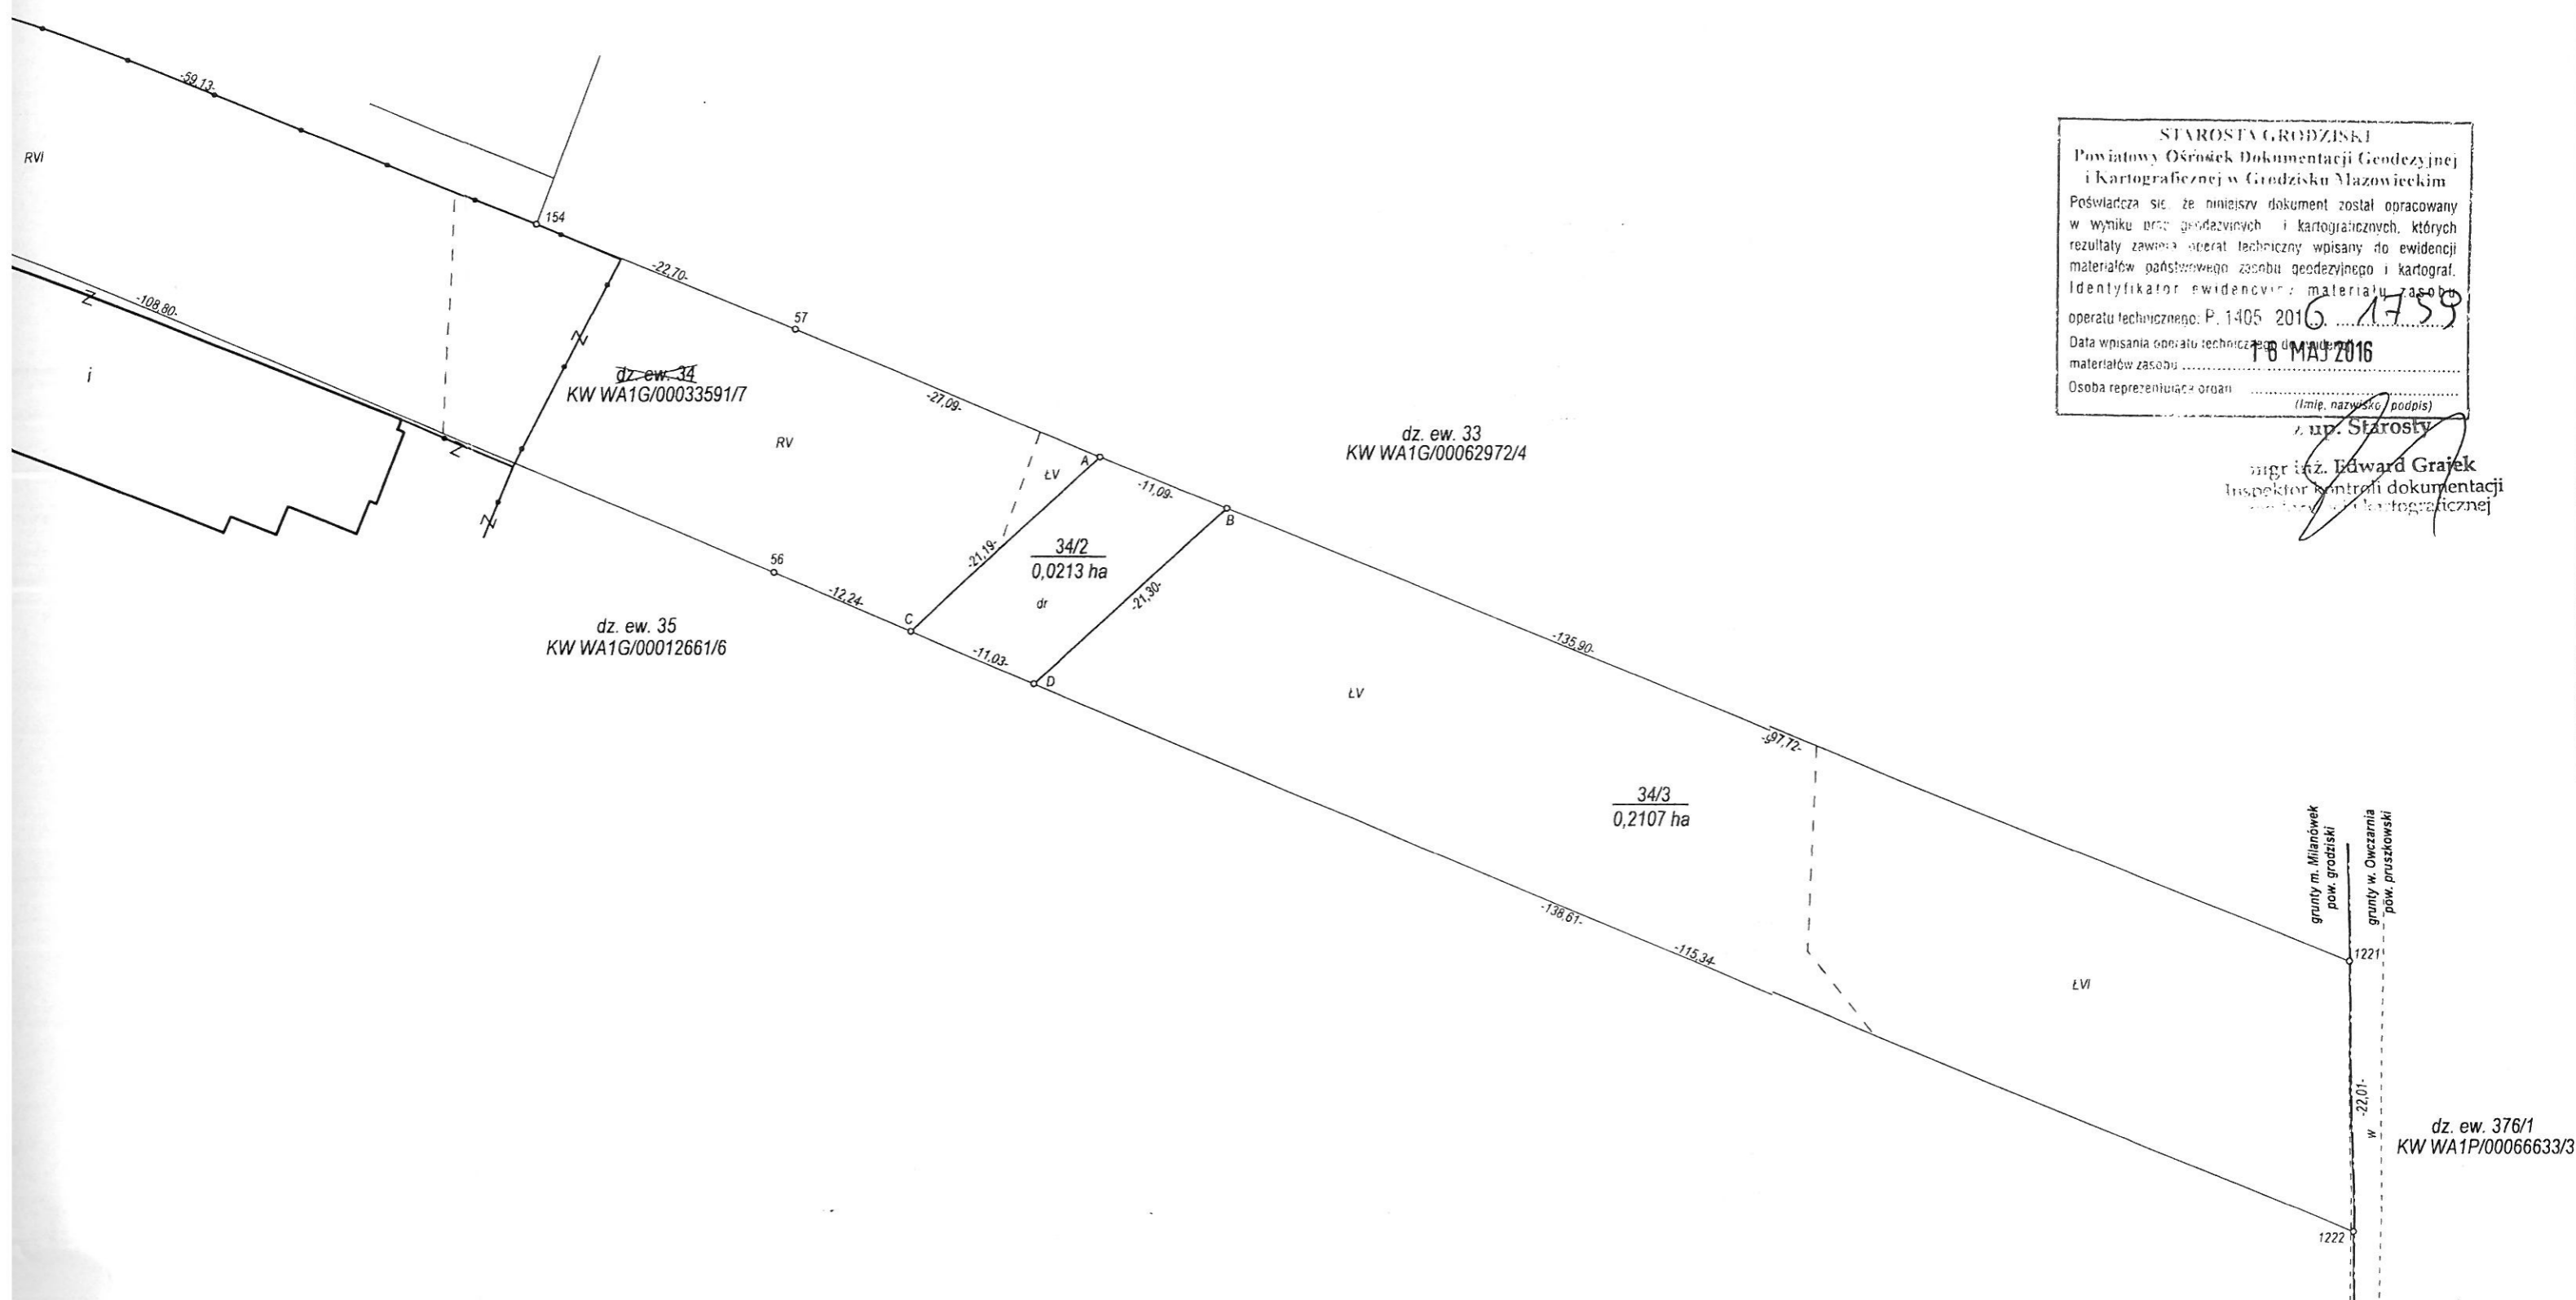 -59,13-
RVI
154
-22,70-
57
-108,80-
Z
Z
Z
Z
i
dz. ew. 34
KW WA1G/00033591/7
RV
-27,09-
ŁV
A
-11,09-
B
dz. ew. 33
KW WA1G/00062972/4
-21,19-
34/2
0,0213 ha
dr
-21,30-
56
-12,24-
C
-11,03-
D
dz. ew. 35
KW WA1G/00012661/6
-135,90-
ŁV
-97,72-
34/3
0,2107 ha
-138,61-
-115,34-
ŁVI
grunty m. Milanówek
pow. grodziski
grunty w. Owczarnia
pow. pruszkowski
1221
-22,01-
w
1222
dz. ew. 376/1
KW WA1P/00066633/3
STAROSTA GRODZISKI
Powiatowy Ośrodek Dokumentacji Geodezyjnej
i Kartograficznej w Grodzisku Mazowieckim
Poświadcza się, że niniejszy dokument został opracowany
w wyniku prac geodezyjnych i kartograficznych, których
rezultaty zawiera operat techniczny wpisany do ewidencji
materiałów państwowego zasobu geodezyjnego i kartograf.
Identyfikator ewidencyjny materiału zasobu
operatu technicznego: P. 1405 2016. 1759
Data wpisania operatu technicznego do ewidencji
16 MAJ 2016
materiałów zasobu
Osoba reprezentująca organ
(imię, nazwisko, podpis)
z up. Starosty
mgr inż. Edward Grajek
Inspektor kontroli dokumentacji
kartograficznej